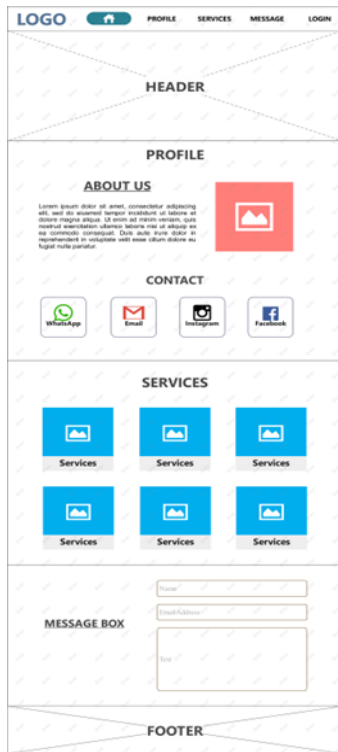 LOGO PROFILE SERVICES MESSAGE LOGIN
HEADER
PROFILE
ABOUT US
Lorem ipsum dolor sit amet, consectetur adipiscing
elit, sed do eiusmod tempor incididunt ut labore et
dolore magna aliqua. Ut enim ad minim veniam, quis
nostrud exercitation ullamco laboris nisi ut aliquip ex
ea commodo consequat. Duis aute irure dolor in
reprehenderit in voluptate velit esse cillum dolore eu
fugiat nulla pariatur.
CONTACT
WhatsApp Email Instagram Facebook
SERVICES
Services Services Services
Services Services Services
MESSAGE BOX
Name
Email Address
Text
FOOTER